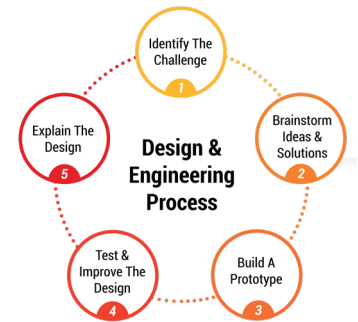 Identify The
Challenge
1
Brainstorm
Ideas &
Solutions
2
Build A
Prototype
3
Test &
Improve The
Design
4
Explain The
Design
5
Design &
Engineering
Process